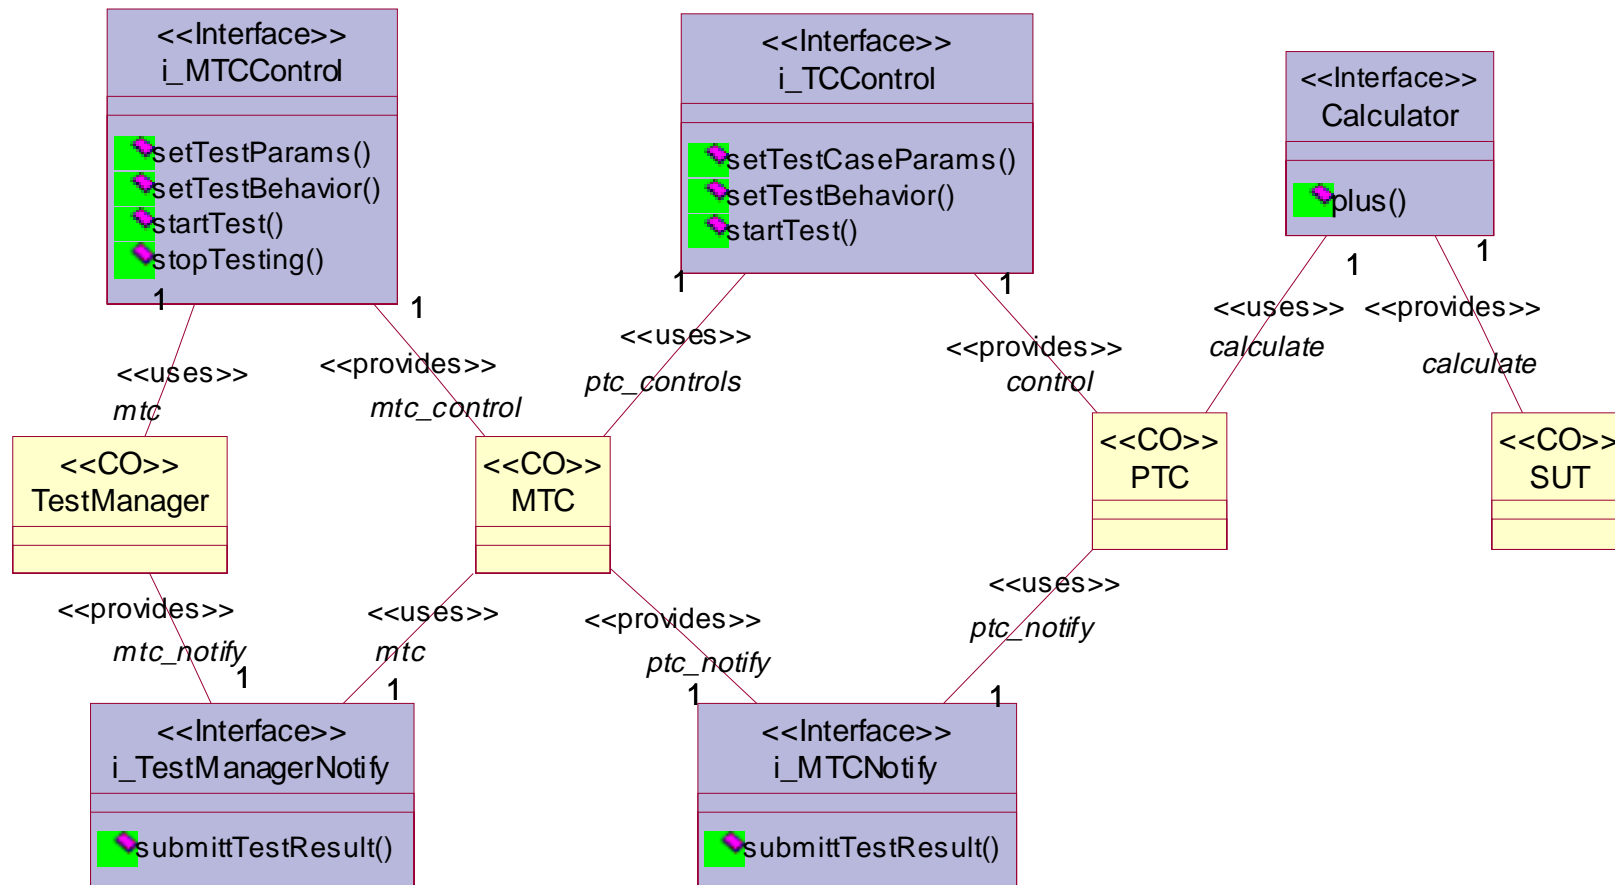 <<Interface>>
i_MTCControl
setTestParams()
setTestBehavior()
startTest()
stopTesting()
<<Interface>>
i_TCControl
setTestCaseParams()
setTestBehavior()
startTest()
<<Interface>>
Calculator
plus()
1
1
1
1
1
1
<<uses>>
mtc
<<provides>>
mtc_control
<<uses>>
ptc_controls
<<provides>>
control
<<uses>>
calculate
<<provides>>
calculate
<<CO>>
TestManager
<<CO>>
MTC
<<CO>>
PTC
<<CO>>
SUT
<<provides>>
mtc_notify
<<uses>>
mtc
<<provides>>
ptc_notify
<<uses>>
ptc_notify
1
1
1
1
<<Interface>>
i_TestManagerNotify
submittTestResult()
<<Interface>>
i_MTCNotify
submittTestResult()